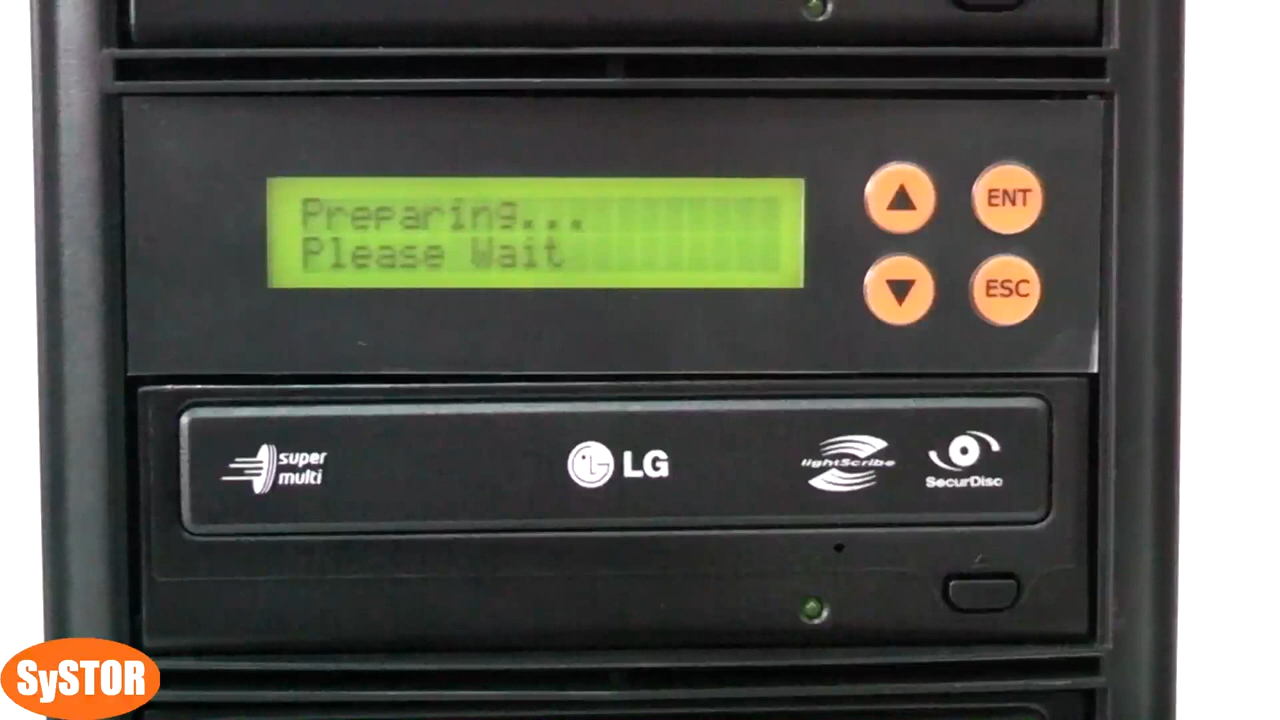 Preparing...
Please Wait
▲ ENT
▼ ESC
super
multi
LG
lightScribe
SecurDisc
SySTOR